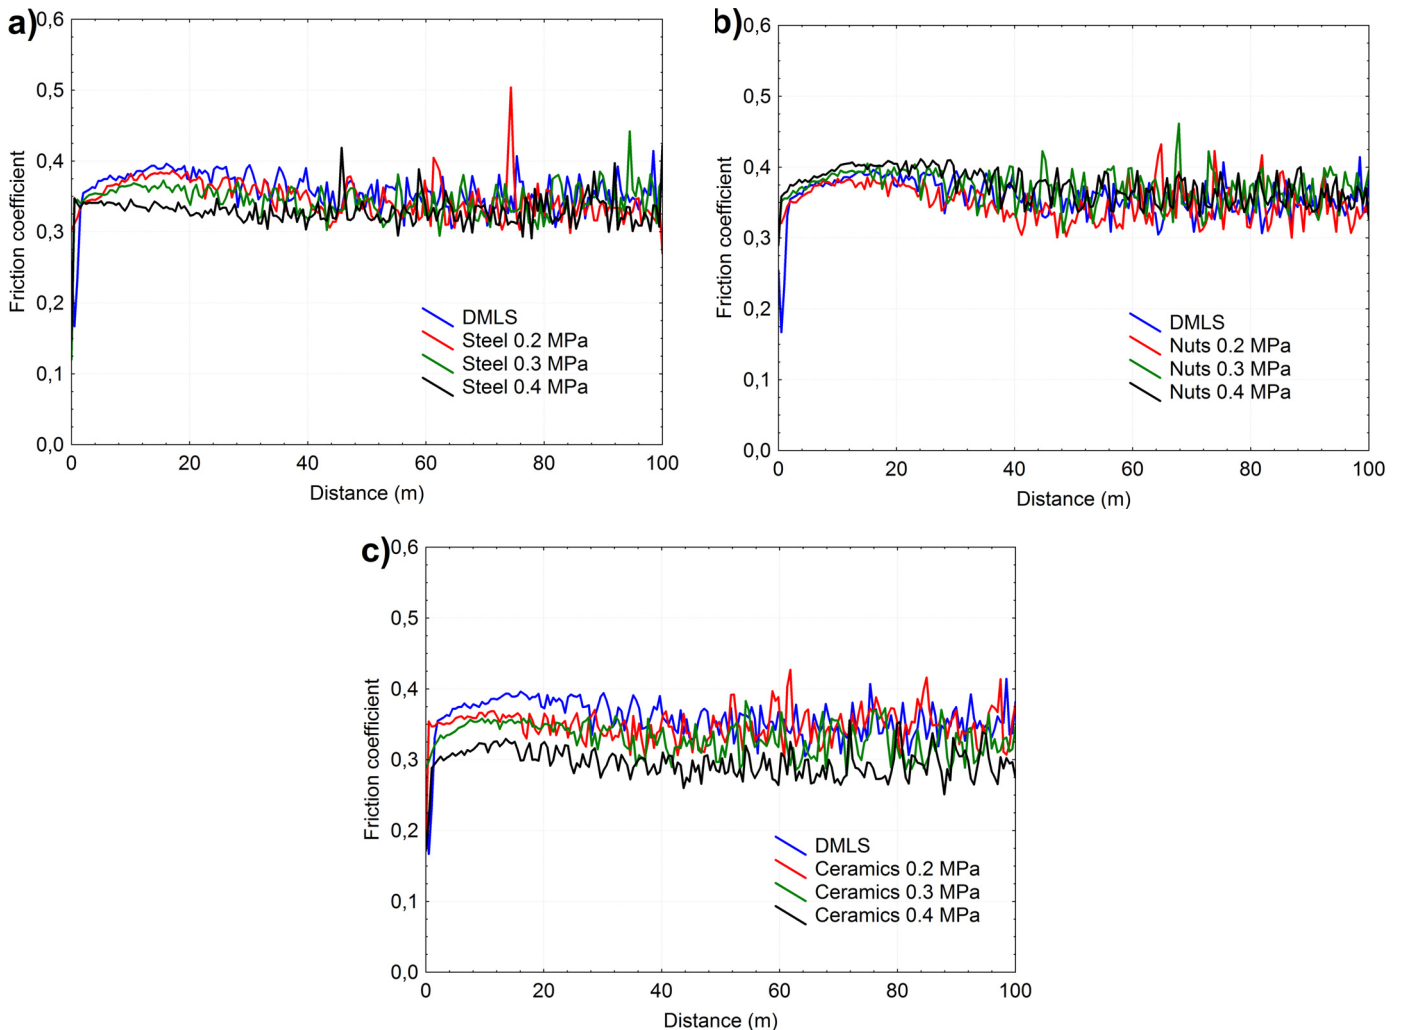 a)
0,6
0,5
0,4
0,3
0,2
0,1
0,0
Friction coefficient
DMLS
Steel 0.2 MPa
Steel 0.3 MPa
Steel 0.4 MPa
0 20 40 60 80 100
Distance (m)
b)
0,6
0,5
0,4
0,3
0,2
0,1
0,0
Friction coefficient
DMLS
Nuts 0.2 MPa
Nuts 0.3 MPa
Nuts 0.4 MPa
0 20 40 60 80 100
Distance (m)
c)
0,6
0,5
0,4
0,3
0,2
0,1
0,0
Friction coefficient
DMLS
Ceramics 0.2 MPa
Ceramics 0.3 MPa
Ceramics 0.4 MPa
0 20 40 60 80 100
Distance (m)